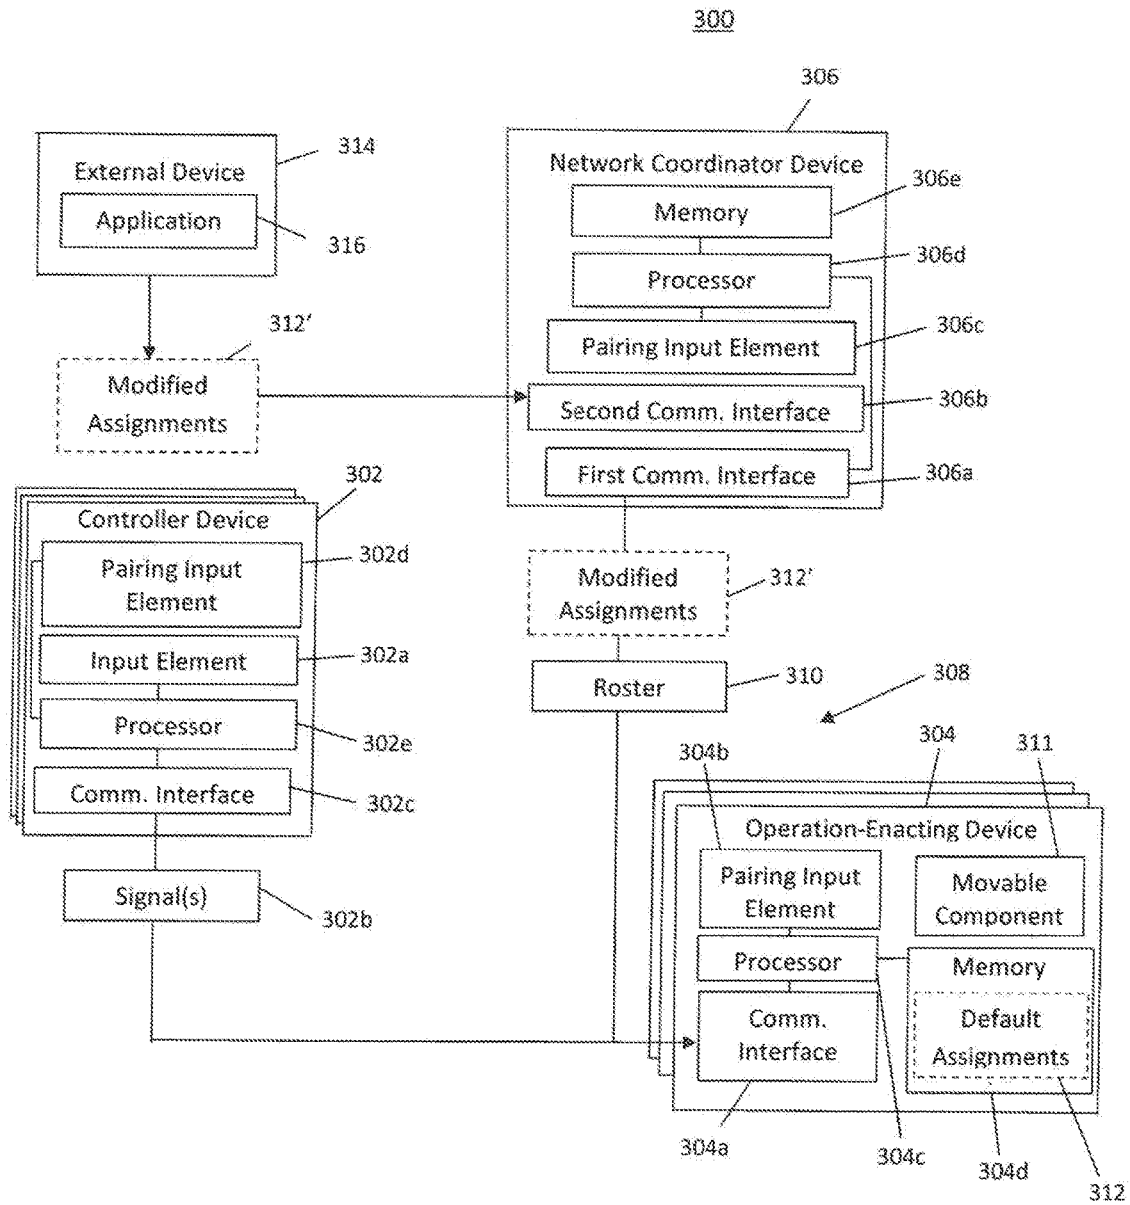 300
306
314
External Device
Application
316
Network Coordinator Device
306e
Memory
306d
Processor
306c
Pairing Input Element
306b
Second Comm. Interface
306a
First Comm. Interface
312'
Modified
Assignments
302
Controller Device
302d
Pairing Input
Element
Input Element
302a
Processor
302e
Comm. Interface
302c
Signal(s)
302b
Modified
Assignments
312'
Roster
310
308
304b
304
311
Operation-Enacting Device
Pairing Input
Element
Movable
Component
Processor
Memory
Comm.
Interface
Default
Assignments
304a
304c
304d
312